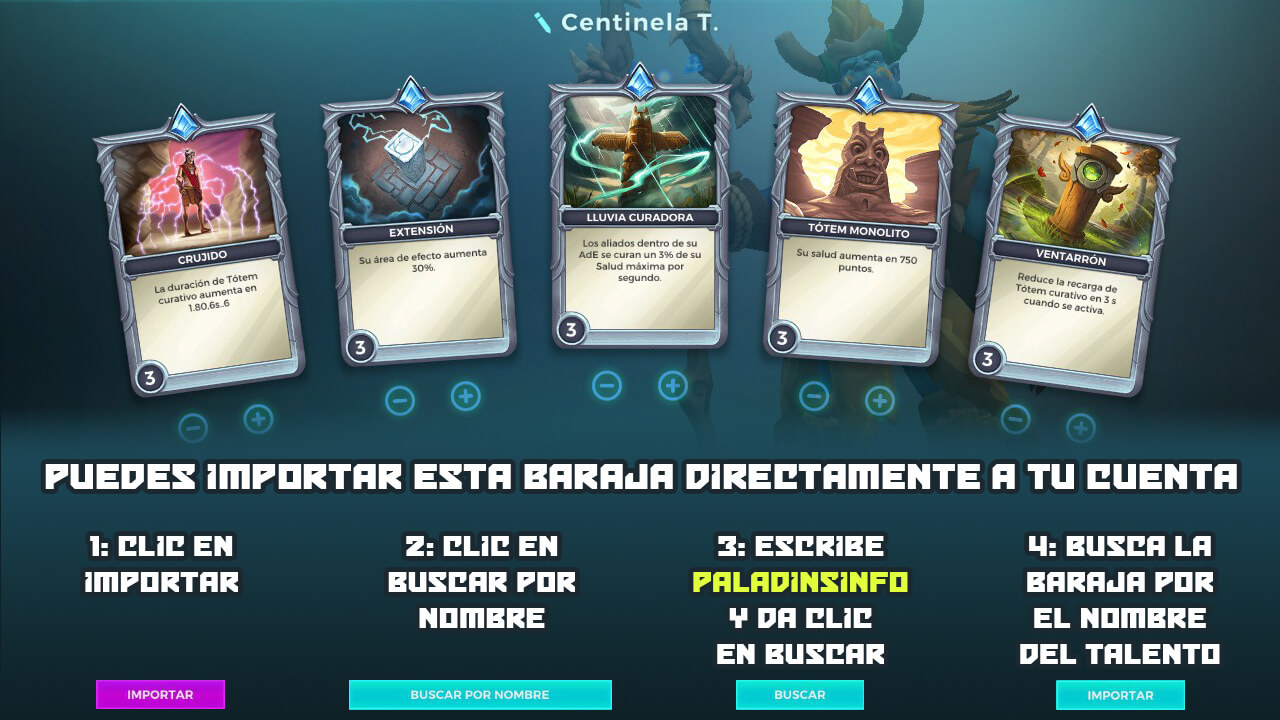 Centinela T.
CRUJIDO
La duración de Tótem
curativo aumenta en
1.80,6s..6
3
EXTENSIÓN
Su área de efecto aumenta
30%.
3
LLUVIA CURADORA
Los aliados dentro de su
AdE se curan un 3% de su
Salud máxima por
segundo.
3
TÓTEM MONOLITO
Su salud aumenta en 750
puntos.
3
VENTARRÓN
Reduce la recarga de
Tótem curativo en 3 s
cuando se activa.
3
PUEDES IMPORTAR ESTA BARAJA DIRECTAMENTE A TU CUENTA
1: CLIC EN
IMPORTAR
IMPORTAR
2: CLIC EN
BUSCAR POR
NOMBRE
BUSCAR POR NOMBRE
3: ESCRIBE
PALADINSINFO
Y DA CLIC
EN BUSCAR
BUSCAR
4: BUSCA LA
BARAJA POR
EL NOMBRE
DEL TALENTO
IMPORTAR